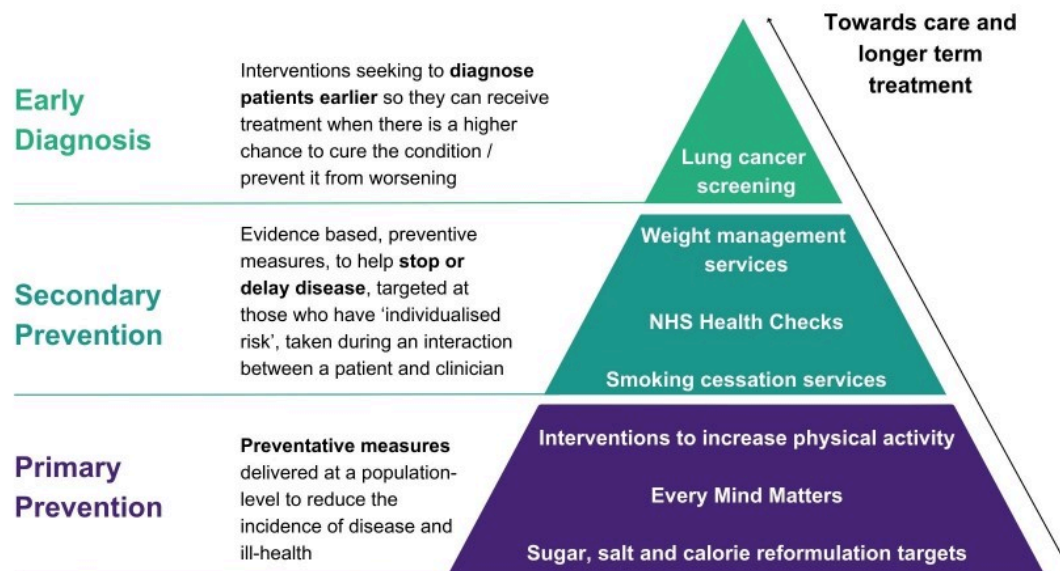 Towards care and
longer term
treatment
Early
Diagnosis
Interventions seeking to diagnose
patients earlier so they can receive
treatment when there is a higher
chance to cure the condition /
prevent it from worsening
Lung cancer
screening
Secondary
Prevention
Evidence based, preventive
measures, to help stop or
delay disease, targeted at
those who have ‘individualised
risk’, taken during an interaction
between a patient and clinician
Weight management
services
NHS Health Checks
Smoking cessation services
Primary
Prevention
Preventative measures
delivered at a population-
level to reduce the
incidence of disease and
ill-health
Interventions to increase physical activity
Every Mind Matters
Sugar, salt and calorie reformulation targets